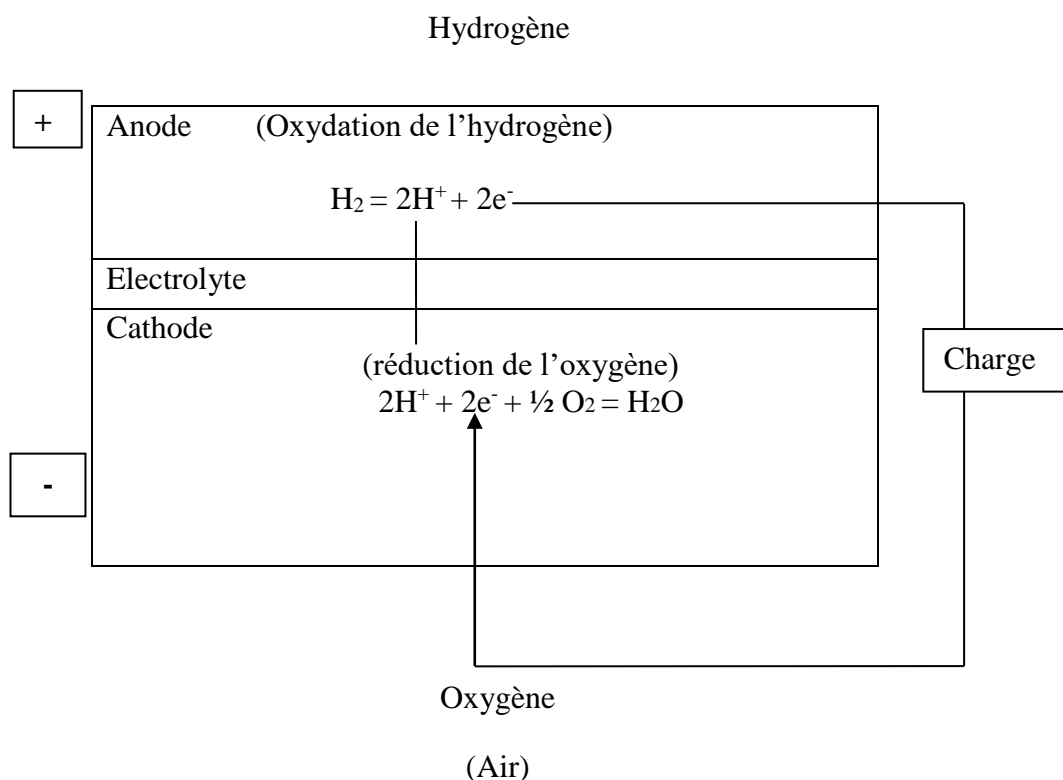 Hydrogène
+
Anode (Oxydation de l’hydrogène)
H₂ = 2H⁺ + 2e⁻
Electrolyte
Cathode
Charge
(réduction de l’oxygène)
2H⁺ + 2e⁻ + ½ O₂ = H₂O
-
Oxygène
(Air)